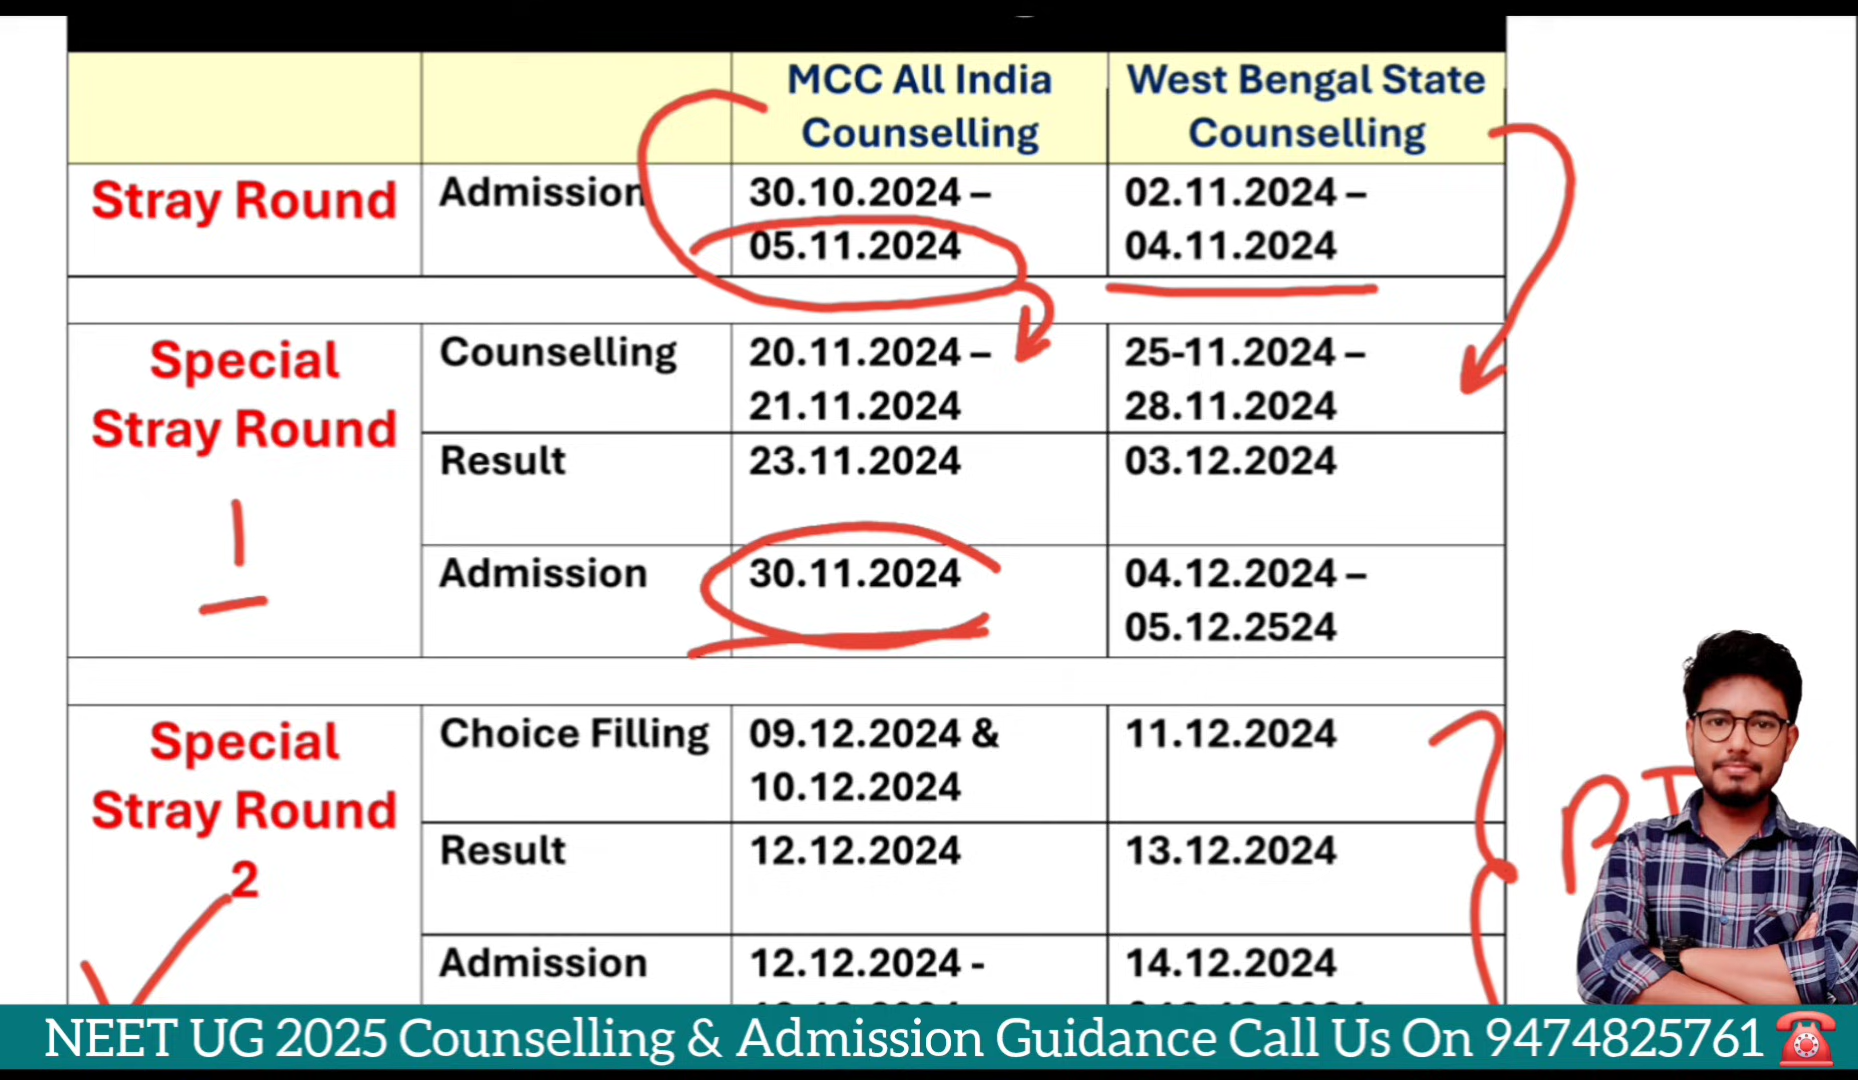 MCC All India
Counselling
West Bengal State
Counselling
Stray Round
Admission
30.10.2024 –
05.11.2024
02.11.2024 –
04.11.2024
Special
Stray Round
1
Counselling
20.11.2024 –
21.11.2024
25-11.2024 –
28.11.2024
Result
23.11.2024
03.12.2024
Admission
30.11.2024
04.12.2024 –
05.12.2524
Special
Stray Round
2
Choice Filling
09.12.2024 &
10.12.2024
11.12.2024
Result
12.12.2024
13.12.2024
Admission
12.12.2024 -
14.12.2024
NEET UG 2025 Counselling & Admission Guidance Call Us On 9474825761